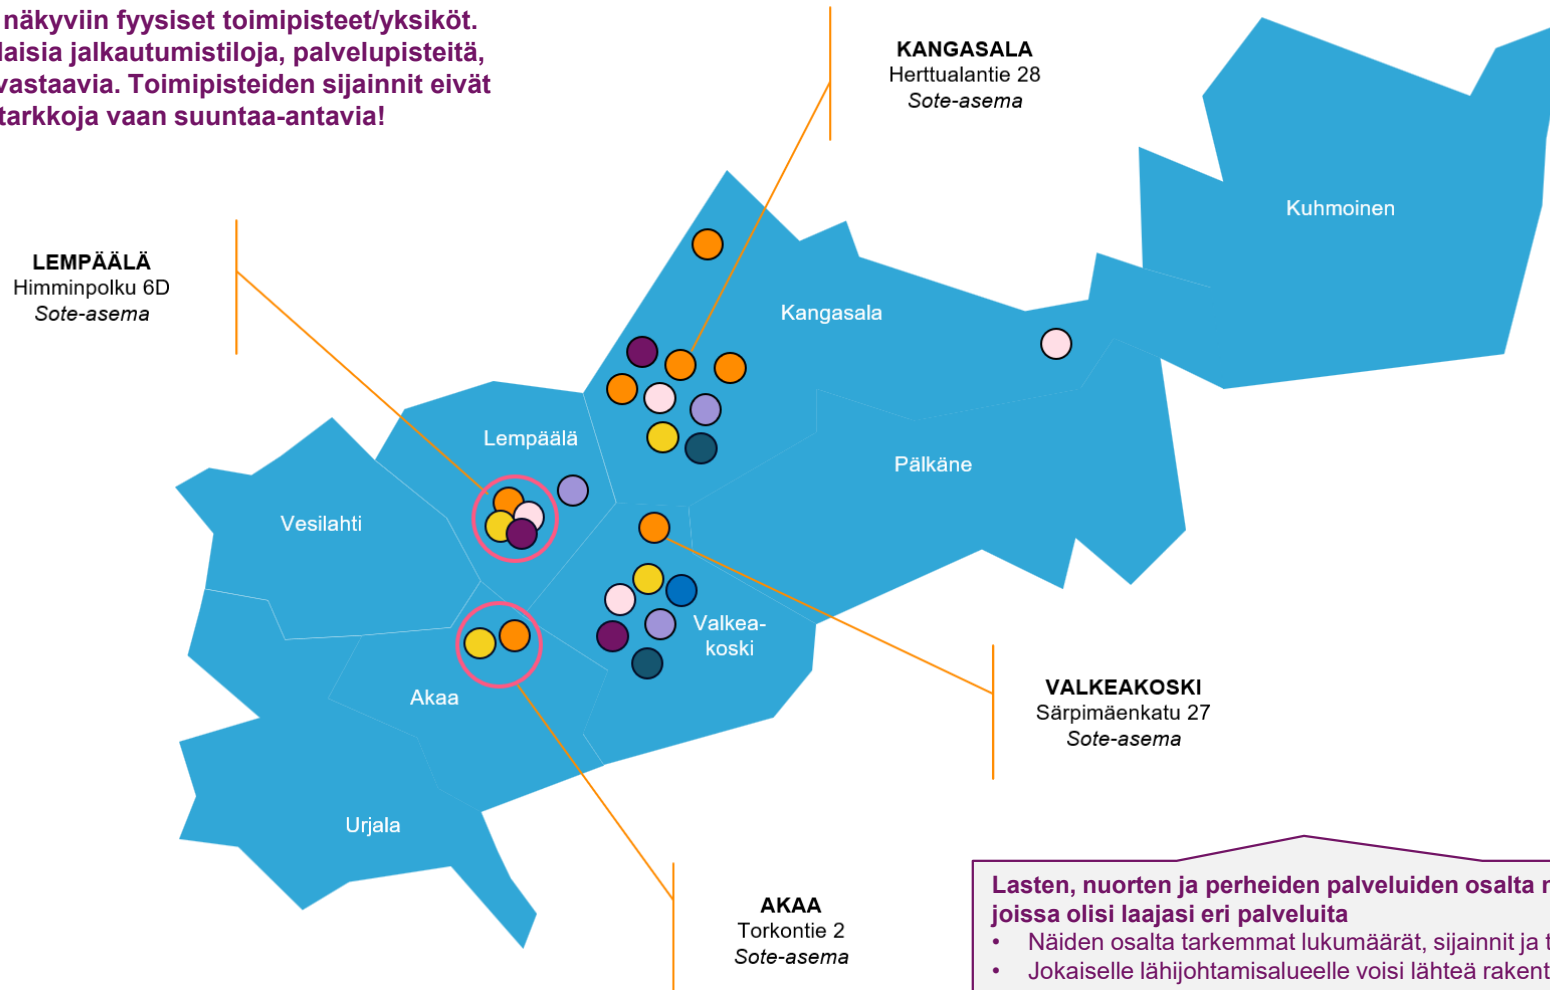 näkyviin fyysiset toimipisteet/yksiköt.
laisia jalkautumistiloja, palvelupisteitä,
vastaavia. Toimipisteiden sijainnit eivät
tarkkoja vaan suuntaa-antavia!
KANGASALA
Herttualantie 28
Sote-asema
Kuhmoinen
LEMPÄÄLÄ
Himminpolku 6D
Sote-asema
Kangasala
Lempäälä
Pälkäne
Vesilahti
Valkea-
koski
Akaa
VALKEAKOSKI
Särpimäenkatu 27
Sote-asema
Urjala
AKAA
Torkontie 2
Sote-asema
Lasten, nuorten ja perheiden palveluiden osalta
joissa olisi laajasi eri palveluita
• Näiden osalta tarkemmat lukumäärät, sijainnit ja
• Jokaiselle lähijohtamisalueelle voisi lähteä rakent